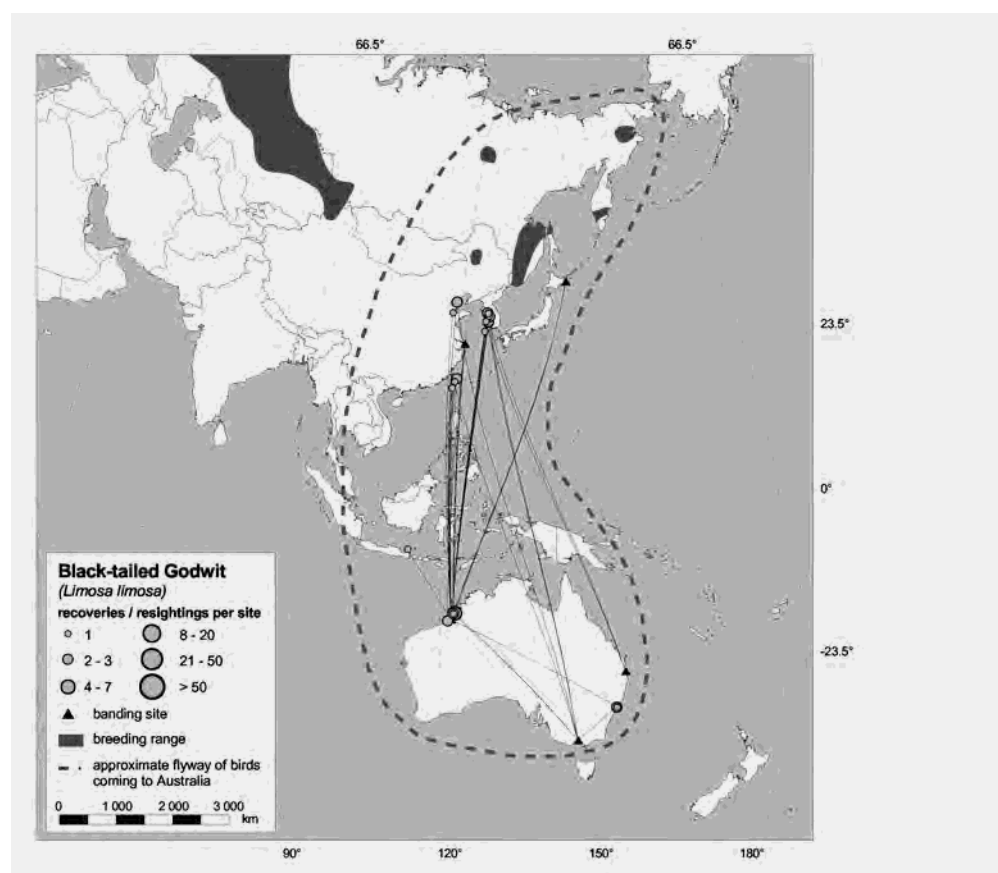 66.5° 66.5°
23.5°
0°
-23.5°
Black-tailed Godwit
(Limosa limosa)
recoveries / resightings per site
1 8 - 20
2 - 3 21 - 50
4 - 7 > 50
banding site
breeding range
approximate flyway of birds
coming to Australia
0 1 000 2 000 3 000
km
90° 120° 150° 180°